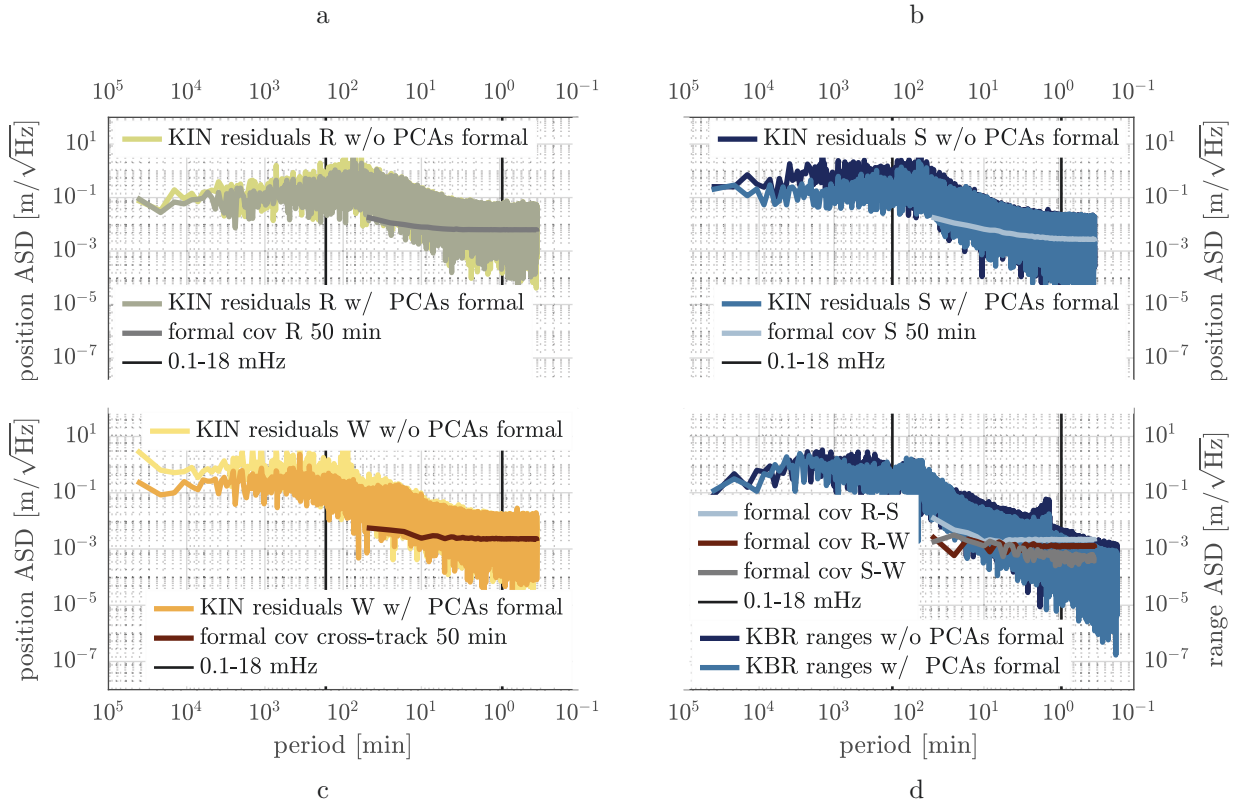 a
b
10^5 10^4 10^3 10^2 10^1 10^0 10^-1
10^5 10^4 10^3 10^2 10^1 10^0 10^-1
position ASD [m/√Hz]
10^1
10^-1
10^-3
10^-5
10^-7
KIN residuals R w/o PCAs formal
KIN residuals R w/ PCAs formal
formal cov R 50 min
0.1-18 mHz
KIN residuals S w/o PCAs formal
KIN residuals S w/ PCAs formal
formal cov S 50 min
0.1-18 mHz
10^1
10^-1
10^-3
10^-5
10^-7
position ASD [m/√Hz]
position ASD [m/√Hz]
10^1
10^-1
10^-3
10^-5
10^-7
KIN residuals W w/o PCAs formal
KIN residuals W w/ PCAs formal
formal cov cross-track 50 min
0.1-18 mHz
10^5 10^4 10^3 10^2 10^1 10^0 10^-1
period [min]
formal cov R-S
formal cov R-W
formal cov S-W
0.1-18 mHz
KBR ranges w/o PCAs formal
KBR ranges w/ PCAs formal
10^1
10^-1
10^-3
10^-5
10^-7
range ASD [m/√Hz]
10^5 10^4 10^3 10^2 10^1 10^0 10^-1
period [min]
c
d